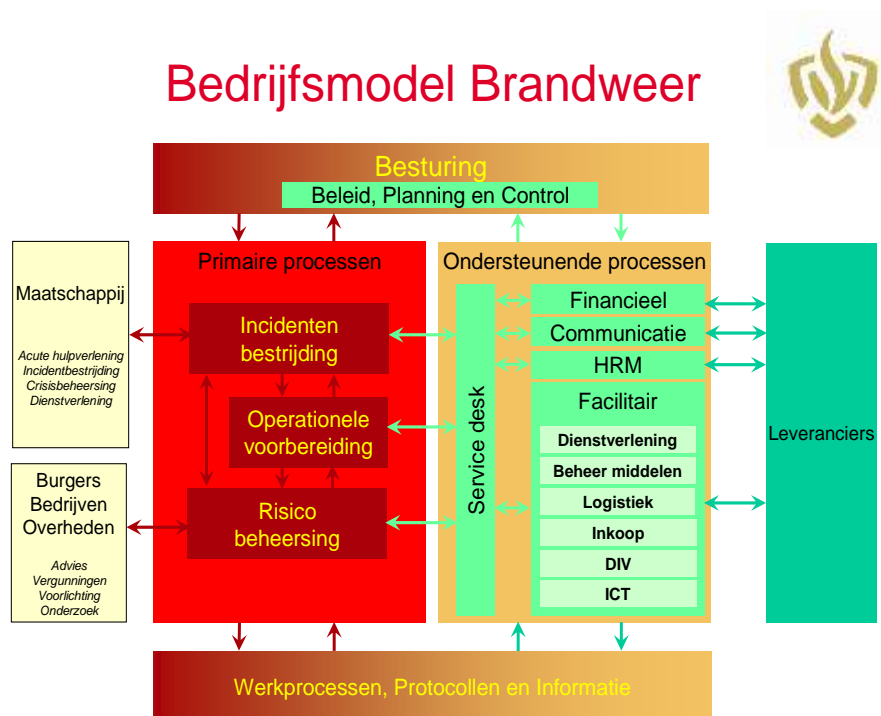 Bedrijfsmodel Brandweer
Besturing
Beleid, Planning en Control
Maatschappij
Acute hulpverlening
Incidentbestrijding
Crisisbeheersing
Dienstverlening
Burgers
Bedrijven
Overheden
Advies
Vergunningen
Voorlichting
Onderzoek
Primaire processen
Incidenten
bestrijding
Operationele
voorbereiding
Risico
beheersing
Ondersteunende processen
Service desk
Financieel
Communicatie
HRM
Facilitair
Dienstverlening
Beheer middelen
Logistiek
Inkoop
DIV
ICT
Leveranciers
Werkprocessen, Protocollen en Informatie